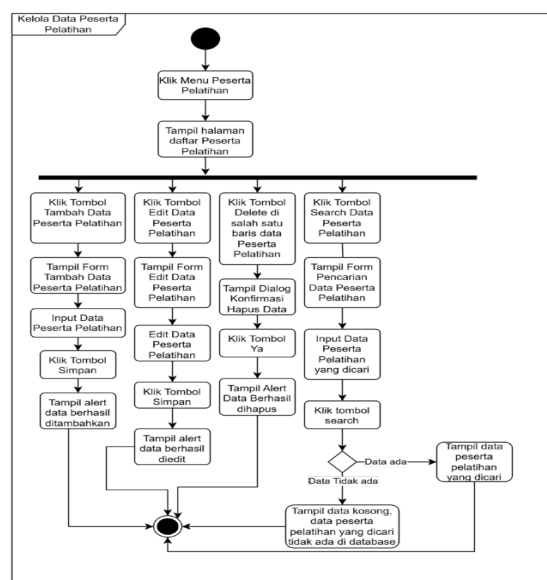 Kelola Data Peserta
Pelatihan
Klik Menu Peserta
Pelatihan
Tampil halaman
daftar Peserta
Pelatihan
Klik Tombol
Tambah Data
Peserta Pelatihan
Tampil Form
Tambah Data
Peserta Pelatihan
Input Data
Peserta Pelatihan
Klik Tombol
Simpan
Tampil alert
data berhasil
ditambahkan
Klik Tombol
Edit Data
Peserta
Pelatihan
Tampil Form
Edit Data
Peserta
Pelatihan
Edit Data
Peserta
Pelatihan
Klik Tombol
Simpan
Tampil alert
data berhasil
diedit
Klik Tombol
Delete di
salah satu
baris data
Peserta
Pelatihan
Tampil Dialog
Konfirmasi
Hapus Data
Klik Tombol
Ya
Tampil Alert
Data Berhasil
dihapus
Klik Tombol
Search Data
Peserta
Pelatihan
Tampil Form
Pencarian
Data Peserta
Pelatihan
Input Data
Peserta
Pelatihan
yang dicari
Klik tombol
search
Data ada
Tampil data
peserta
pelatihan
yang dicari
Data Tidak ada
Tampil data kosong,
data peserta
pelatihan yang dicari
tidak ada di database